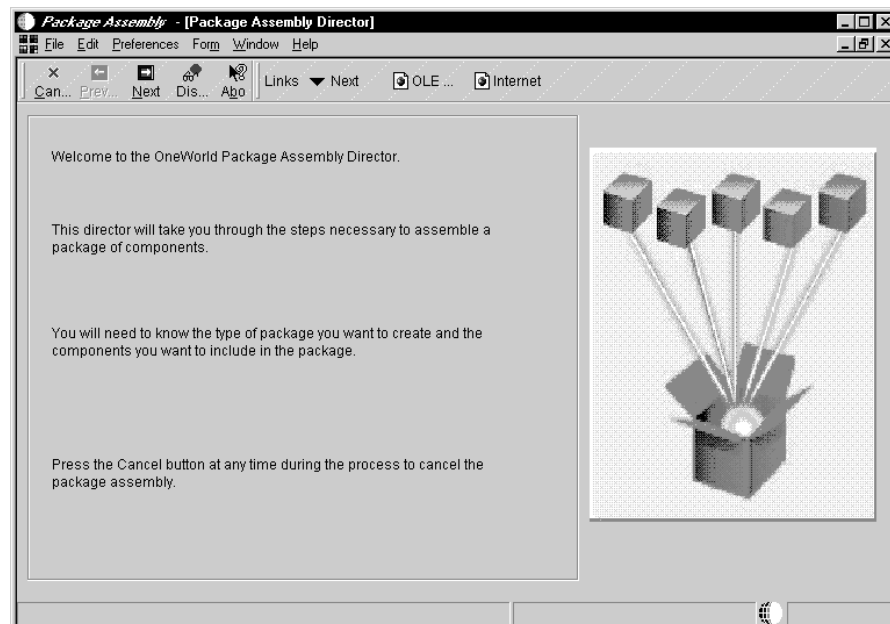 Package Assembly - [Package Assembly Director]
File Edit Preferences Form Window Help
Can... Prev... Next Dis... Abo Links Next OLE ... Internet
Welcome to the OneWorld Package Assembly Director.
This director will take you through the steps necessary to assemble a
package of components.
You will need to know the type of package you want to create and the
components you want to include in the package.
Press the Cancel button at any time during the process to cancel the
package assembly.